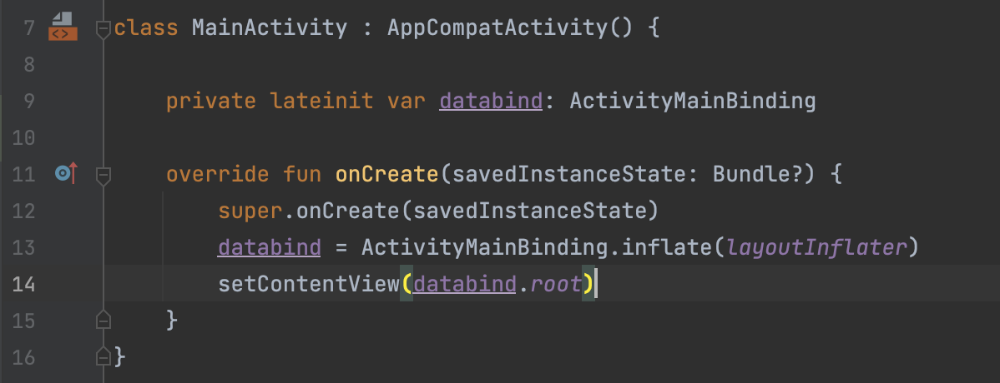 7 class MainActivity : AppCompatActivity() {
8
9     private lateinit var databind: ActivityMainBinding
10
11     override fun onCreate(savedInstanceState: Bundle?) {
12         super.onCreate(savedInstanceState)
13         databind = ActivityMainBinding.inflate(layoutInflater)
14         setContentView(databind.root)
15     }
16 }